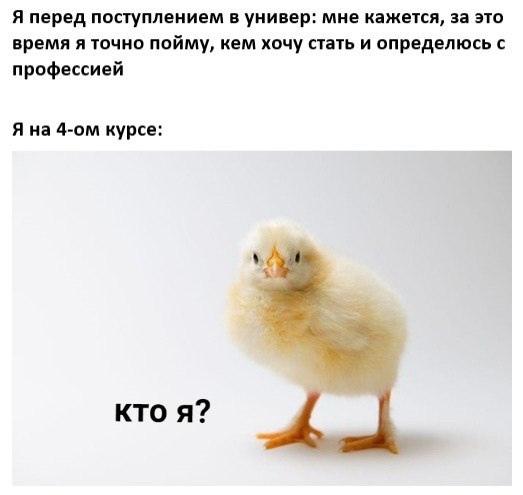 Я перед поступлением в универ: мне кажется, за это
время я точно пойму, кем хочу стать и определюсь с
профессией
Я на 4-ом курсе:
кто я?